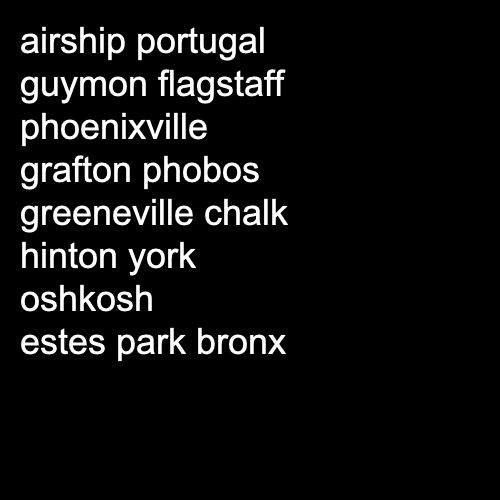 airship portugal
guymon flagstaff
phoenixville
grafton phobos
greeneville chalk
hinton york
oshkosh
estes park bronx